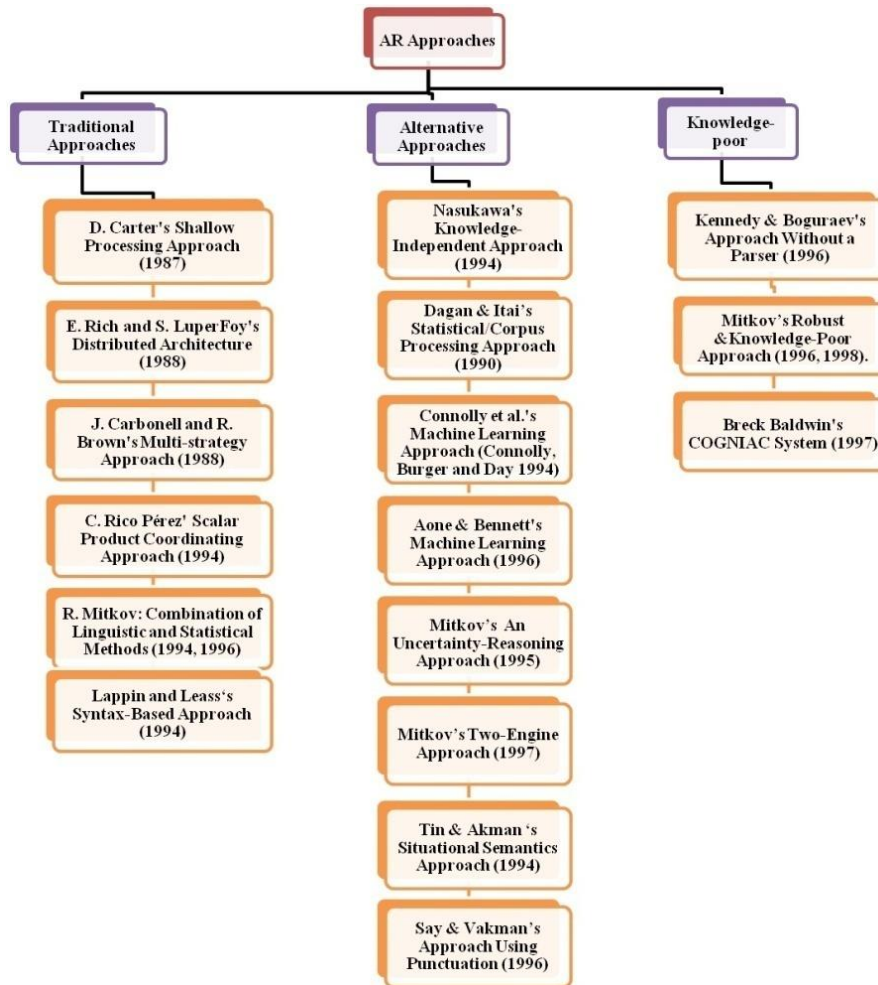 AR Approaches
Traditional
Approaches
D. Carter's Shallow
Processing Approach
(1987)
E. Rich and S. LuperFoy's
Distributed Architecture
(1988)
J. Carbonell and R.
Brown's Multi-strategy
Approach (1988)
C. Rico Pérez' Scalar
Product Coordinating
Approach (1994)
R. Mitkov: Combination of
Linguistic and Statistical
Methods (1994, 1996)
Lappin and Leass‘s
Syntax-Based Approach
(1994)
Alternative
Approaches
Nasukawa's
Knowledge-
Independent Approach
(1994)
Dagan & Itai’s
Statistical/Corpus
Processing Approach
(1990)
Connolly et al.'s
Machine Learning
Approach (Connolly,
Burger and Day 1994)
Aone & Bennett's
Machine Learning
Approach (1996)
Mitkov’s An
Uncertainty-Reasoning
Approach (1995)
Mitkov’s Two-Engine
Approach (1997)
Tin & Akman ‘s
Situational Semantics
Approach (1994)
Say & Vakman’s
Approach Using
Punctuation (1996)
Knowledge-
poor
Kennedy & Boguraev's
Approach Without a
Parser (1996)
Mitkov’s Robust
&Knowledge-Poor
Approach (1996, 1998).
Breck Baldwin's
COGNIAC System (1997)